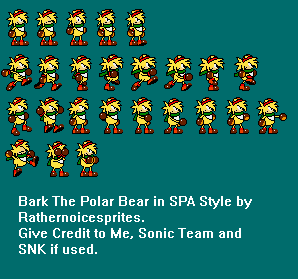 Bark The Polar Bear in SPA Style by
Rathernoicesprites.
Give Credit to Me, Sonic Team and
SNK if used.